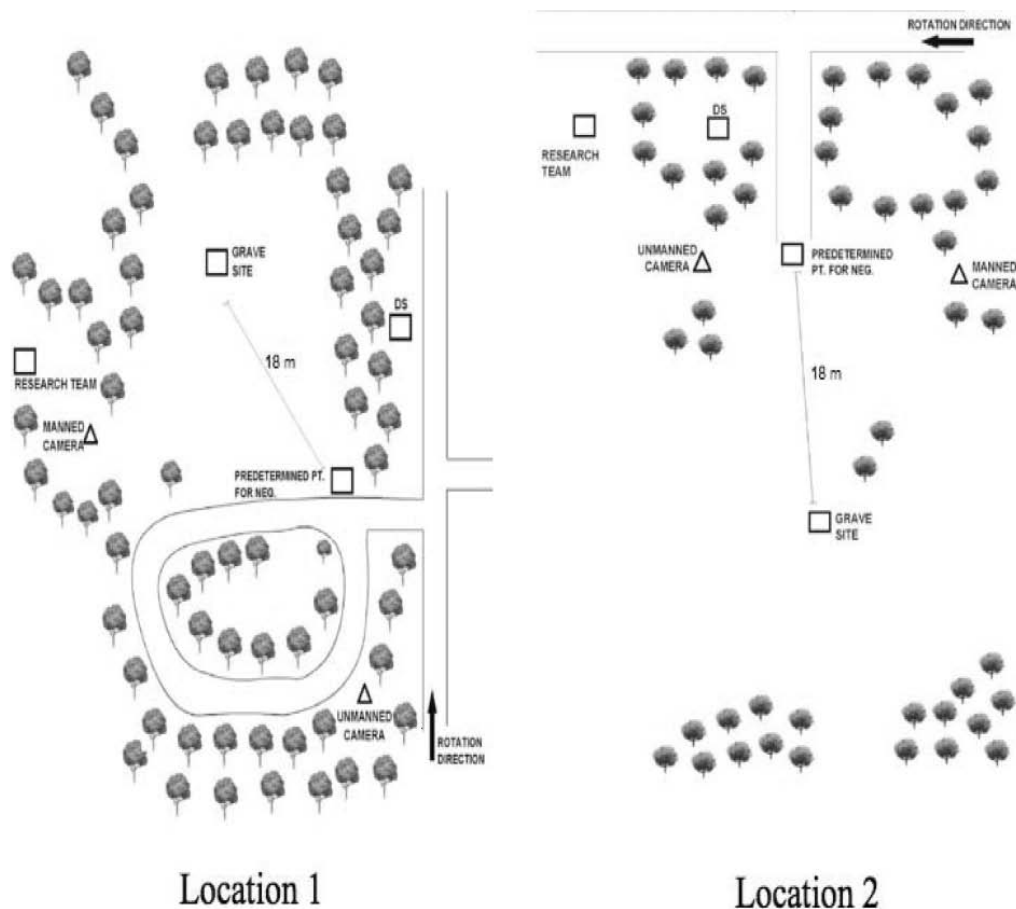 GRAVE
SITE
DS
18 m
RESEARCH TEAM
MANNED
CAMERA
PREDETERMINED PT.
FOR NEG.
UNMANNED
CAMERA
ROTATION
DIRECTION
Location 1
ROTATION DIRECTION
DS
RESEARCH
TEAM
UNMANNED
CAMERA
PREDETERMINED
PT. FOR NEG.
MANNED
CAMERA
18 m
GRAVE
SITE
Location 2